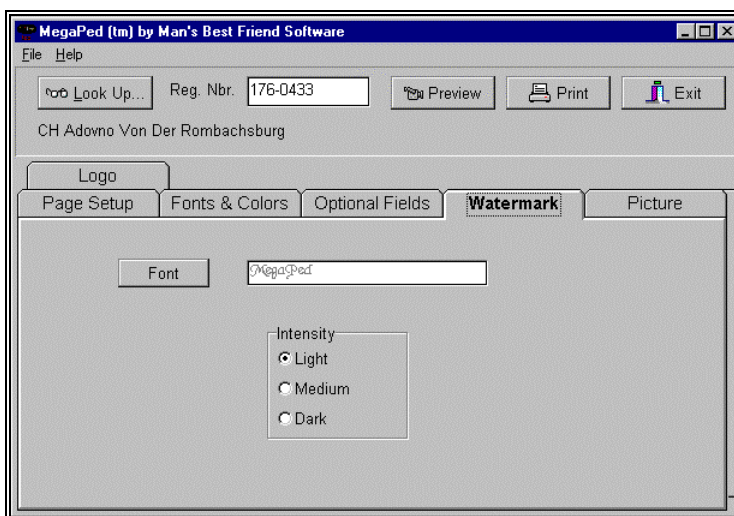 MegaPed (tm) by Man's Best Friend Software
File Help
Look Up... Reg. Nbr. 176-0433 Preview Print Exit
CH Adovno Von Der Rombachsburg
Logo
Page Setup Fonts & Colors Optional Fields Watermark Picture
Font MegaPed
Intensity
Light
Medium
Dark